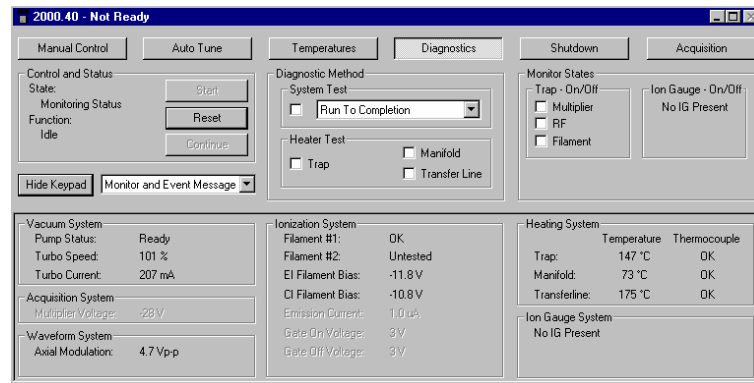 2000.40 - Not Ready
Manual Control
Auto Tune
Temperatures
Diagnostics
Shutdown
Acquisition
Control and Status
State:
Monitoring Status
Function:
Idle
Start
Reset
Continue
Hide Keypad
Monitor and Event Message
Diagnostic Method
System Test
Run To Completion
Heater Test
Trap
Manifold
Transfer Line
Monitor States
Trap - On/Off
Multiplier
RF
Filament
Ion Gauge - On/Off
No IG Present
Vacuum System
Pump Status: Ready
Turbo Speed: 101 %
Turbo Current: 207 mA
Acquisition System
Multiplier Voltage: -28 V
Waveform System
Axial Modulation: 4.7 Vp-p
Ionization System
Filament #1: OK
Filament #2: Untested
EI Filament Bias: -11.8 V
CI Filament Bias: -10.8 V
Emission Current: 1.0 uA
Gate On Voltage: 3 V
Gate Off Voltage: 3 V
Heating System
Temperature Thermocouple
Trap: 147 °C OK
Manifold: 73 °C OK
Transferline: 175 °C OK
Ion Gauge System
No IG Present